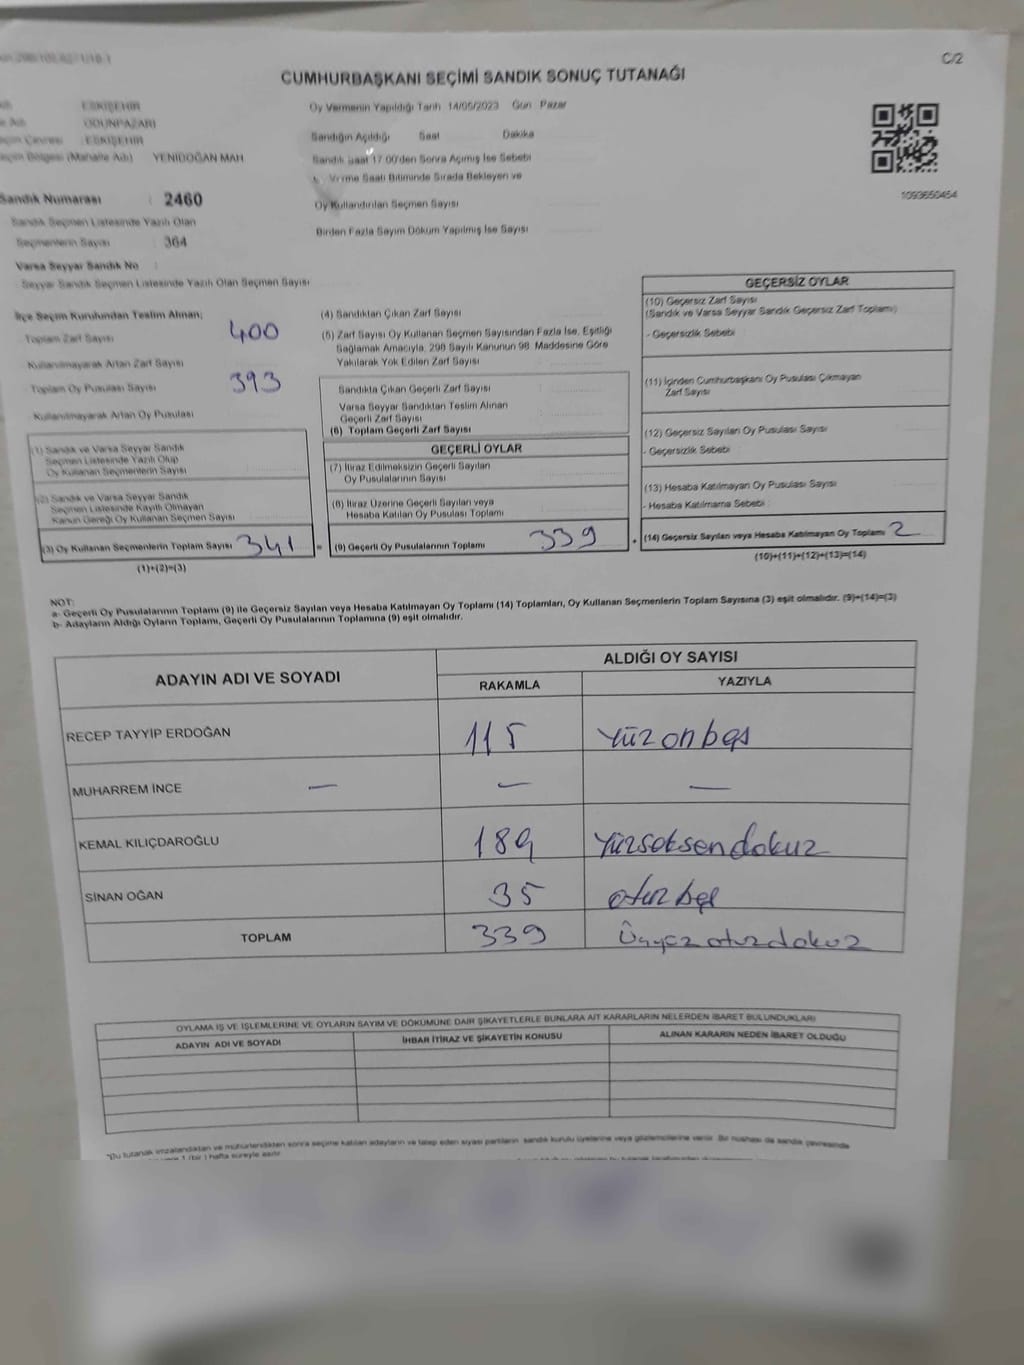 C/2
CUMHURBAŞKANI SEÇİMİ SANDIK SONUÇ TUTANAĞI
ESKİŞEHİR
ODUNPAZARI
Seçim Çevresi : ESKİŞEHİR
Seçim Bölgesi (Mahalle Adı) YENİDOĞAN MAH
Sandık Numarası : 2460
Sandık Seçmen Listesinde Yazılı Olan
Seçmenlerin Sayısı : 364
Varsa Seyyar Sandık No :
Seyyar Sandık Seçmen Listesinde Yazılı Olan Seçmen Sayısı
Oy Vermenin Yapıldığı Tarih 14/05/2023 Gün Pazar
Sandığın Açıldığı Saat Dakika
Sandık Saat 17 00'den Sonra Açımış İse Sebebi
Verme Saati Bitiminde Sırada Bekleyen ve
Oy Kullandırılan Seçmen Sayısı
Birden Fazla Sayım Döküm Yapılmış İse Sayısı
1093650454
İlçe Seçim Kurulundan Teslim Alınan;
Toplam Zarf Sayısı 400
Kullanılmayarak Artan Zarf Sayısı
Toplam Oy Pusulası Sayısı 393
Kullanılmayarak Artan Oy Pusulası
(1) Sandık ve Varsa Seyyar Sandık
Seçmen Listesinde Yazılı Olup
Oy Kullanan Seçmenlerin Sayısı
(2) Sandık ve Varsa Seyyar Sandık
Seçmen Listesinde Kayıtlı Olmayan
Kanun Gereği Oy Kullanan Seçmen Sayısı
(3) Oy Kullanan Seçmenlerin Toplam Sayısı 341 =
(1)+(2)=(3)
(4) Sandıktan Çıkan Zarf Sayısı
(5) Zarf Sayısı Oy Kullanan Seçmen Sayısından Fazla İse, Eşitliği
Sağlamak Amacıyla, 298 Sayılı Kanunun 98. Maddesine Göre
Yakılarak Yok Edilen Zarf Sayısı
Sandıkta Çıkan Geçerli Zarf Sayısı
Varsa Seyyar Sandıktan Teslim Alınan
Geçerli Zarf Sayısı
(6) Toplam Geçerli Zarf Sayısı
GEÇERLİ OYLAR
(7) İtiraz Edilmeksizin Geçerli Sayılan
Oy Pusulalarının Sayısı
(8) İtiraz Üzerine Geçerli Sayılan veya
Hesaba Katılan Oy Pusulası Toplamı
(9) Geçerli Oy Pusulalarının Toplamı 339 +
GEÇERSİZ OYLAR
(10) Geçersiz Zarf Sayısı
(Sandık ve Varsa Seyyar Sandık Geçersiz Zarf Toplamı)
- Geçersizlik Sebebi
(11) İçinden Cumhurbaşkanı Oy Pusulası Çıkmayan
Zarf Sayısı
(12) Geçersiz Sayılan Oy Pusulası Sayısı
- Geçersizlik Sebebi
(13) Hesaba Katılmayan Oy Pusulası Sayısı
- Hesaba Katılmama Sebebi
(14) Geçersiz Sayılan veya Hesaba Katılmayan Oy Toplamı 2
(10)+(11)+(12)+(13)=(14)
NOT:
a- Geçerli Oy Pusulalarının Toplamı (9) ile Geçersiz Sayılan veya Hesaba Katılmayan Oy Toplamı (14) Toplamları, Oy Kullanan Seçmenlerin Toplam Sayısına (3) eşit olmalıdır. (9)+(14)=(3)
b- Adayların Aldığı Oyların Toplamı, Geçerli Oy Pusulalarının Toplamına (9) eşit olmalıdır.
ADAYIN ADI VE SOYADI
ALDIĞI OY SAYISI
RAKAMLA YAZIYLA
RECEP TAYYİP ERDOĞAN 115 Yüz on beş
MUHARREM İNCE — — —
KEMAL KILIÇDAROĞLU 189 Yüzseksendokuz
SİNAN OĞAN 35 otuz beş
TOPLAM 339 Üçyüzotuzdokuz
OYLAMA İŞ VE İŞLEMLERİNE VE OYLARIN SAYIM VE DÖKÜMÜNE DAİR ŞİKAYETLERLE BUNLARA AİT KARARLARIN NELERDEN İBARET BULUNDUKLARI
ADAYIN ADI VE SOYADI İHBAR İTİRAZ VE ŞİKAYETİN KONUSU ALINAN KARARIN NEDEN İBARET OLDUĞU
*Bu tutanak imzalandıktan ve mühürlendikten sonra seçime katılan adayların ve talep eden siyasi partilerin sandık kurulu üyelerine veya gözlemcilerine verilir. Bir nüshası da sandık çevresinde
1 (bir ) hafta süreyle asılır